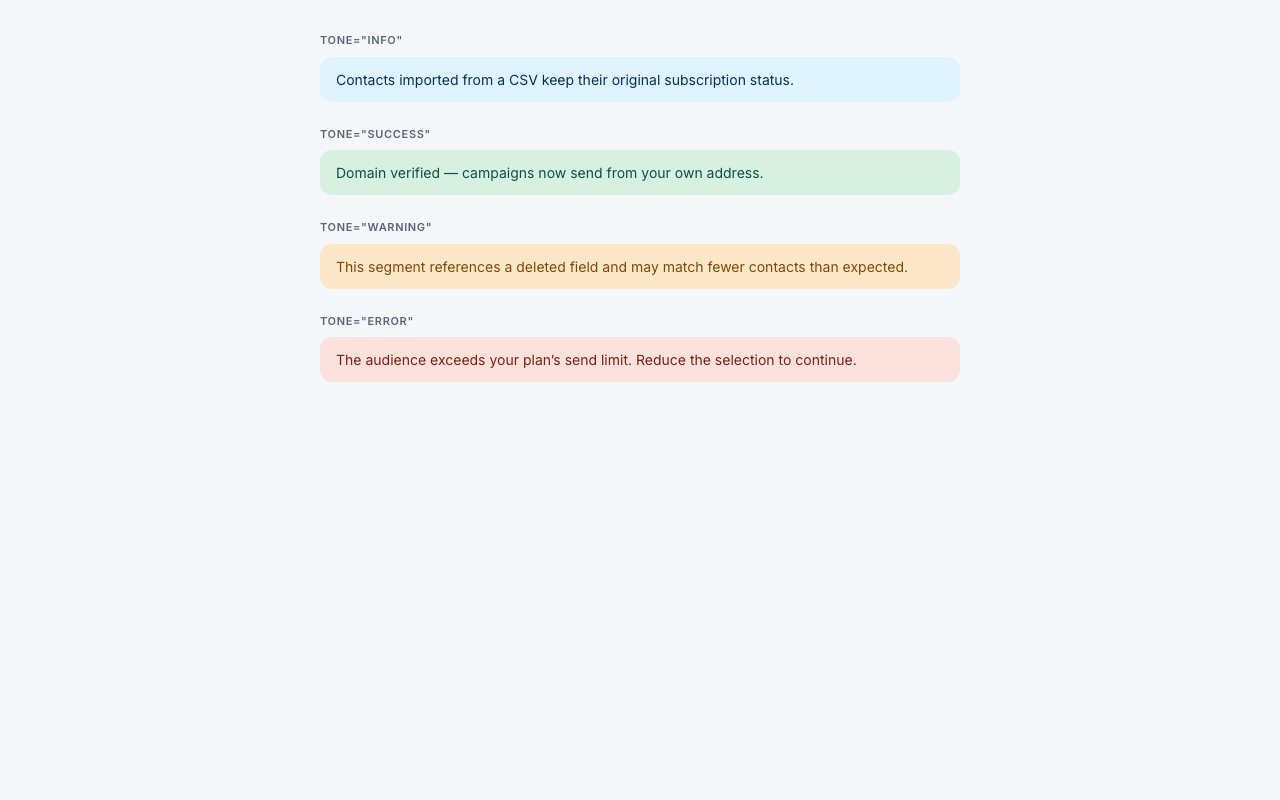 TONE="INFO"
Contacts imported from a CSV keep their original subscription status.
TONE="SUCCESS"
Domain verified — campaigns now send from your own address.
TONE="WARNING"
This segment references a deleted field and may match fewer contacts than expected.
TONE="ERROR"
The audience exceeds your plan’s send limit. Reduce the selection to continue.